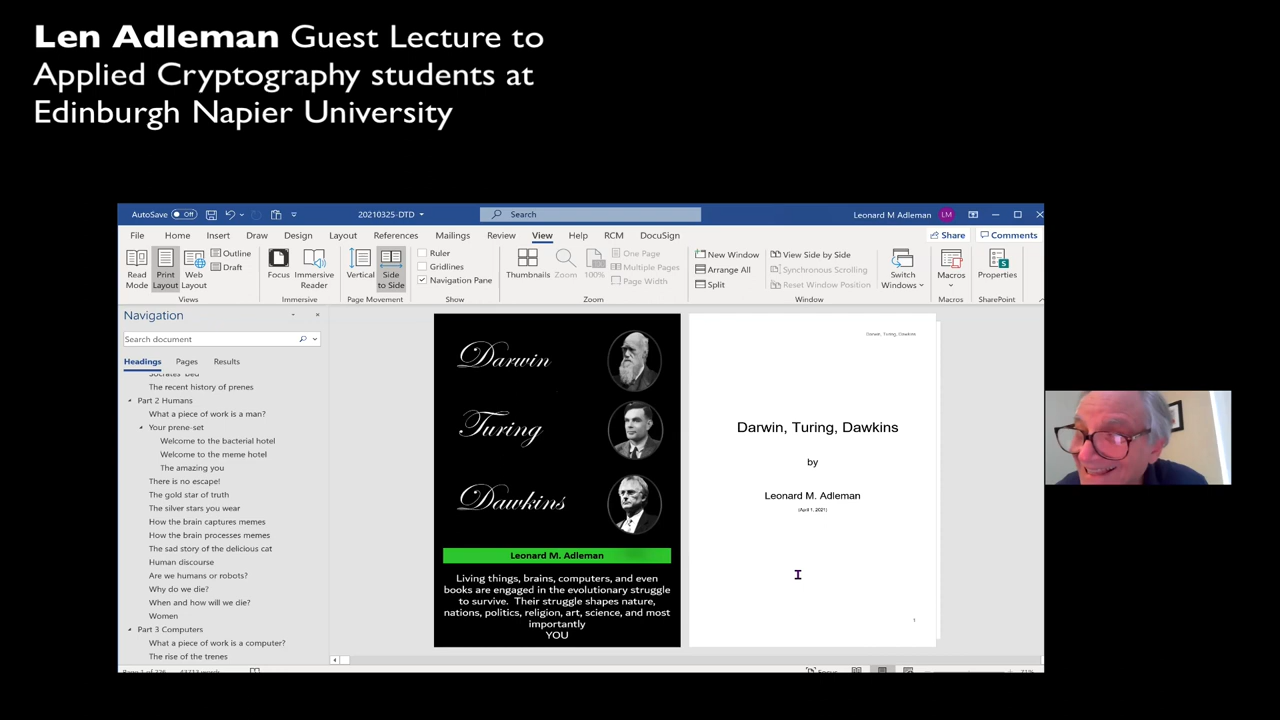 Len Adleman Guest Lecture to
Applied Cryptography students at
Edinburgh Napier University
AutoSave Off
20210325-DTD
Search
Leonard M Adleman LM
File Home Insert Draw Design Layout References Mailings Review View Help RCM DocuSign Share Comments
Read Mode
Print Layout
Web Layout
Outline
Draft
Views
Focus
Immersive Reader
Immersive
Vertical
Side to Side
Page Movement
Ruler
Gridlines
Navigation Pane
Show
Thumbnails
Zoom
100%
One Page
Multiple Pages
Page Width
Zoom
New Window
Arrange All
Split
View Side by Side
Synchronous Scrolling
Reset Window Position
Switch Windows
Window
Macros
Macros
Properties
SharePoint
Navigation
Search document
Headings Pages Results
The recent history of prenes
Part 2 Humans
What a piece of work is a man?
Your prene-set
Welcome to the bacterial hotel
Welcome to the meme hotel
The amazing you
There is no escape!
The gold star of truth
The silver stars you wear
How the brain captures memes
How the brain processes memes
The sad story of the delicious cat
Human discourse
Are we humans or robots?
Why do we die?
When and how will we die?
Women
Part 3 Computers
What a piece of work is a computer?
The rise of the trenes
Darwin
Turing
Dawkins
Leonard M. Adleman
Living things, brains, computers, and even
books are engaged in the evolutionary struggle
to survive. Their struggle shapes nature,
nations, politics, religion, art, science, and most
importantly
YOU
Darwin, Turing, Dawkins
Darwin, Turing, Dawkins
by
Leonard M. Adleman
(April 1, 2021)